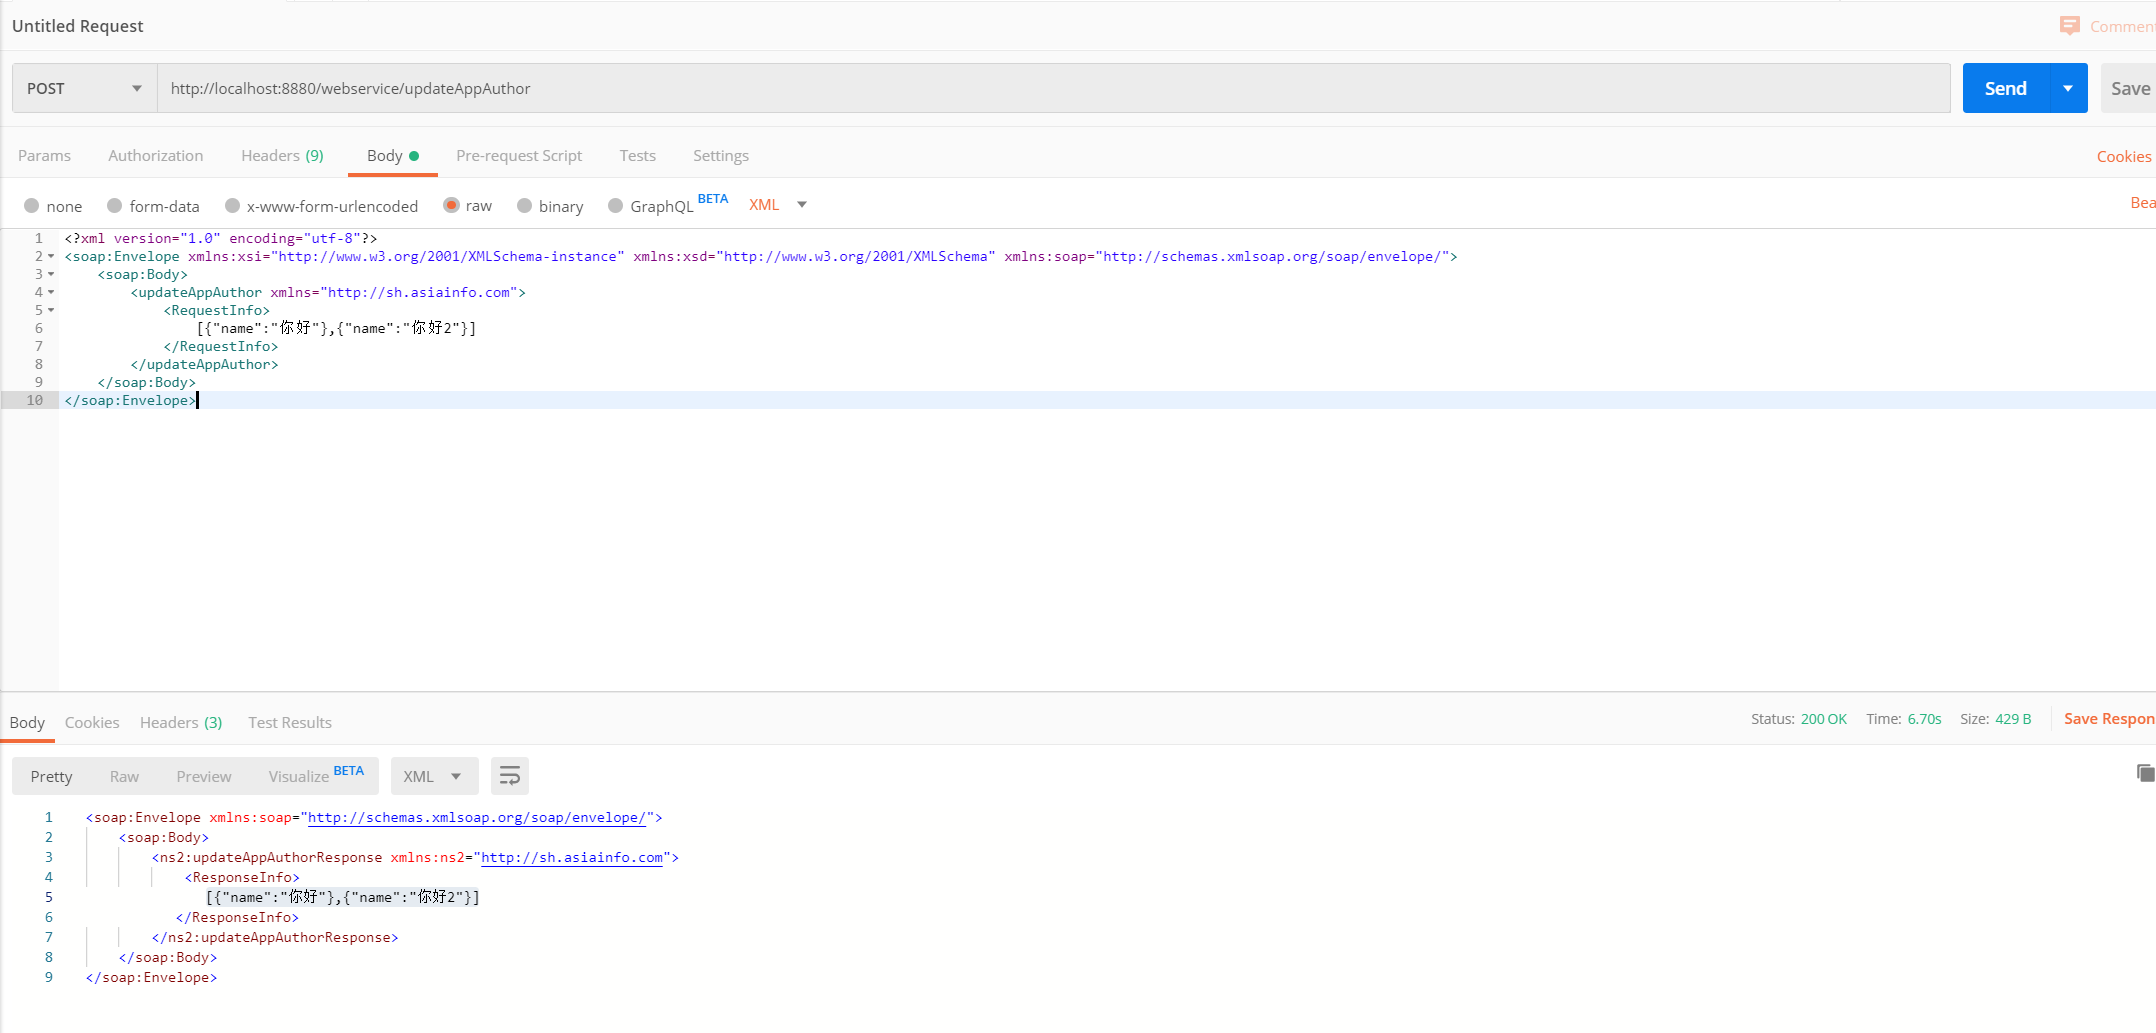 Untitled Request
POST http://localhost:8880/webservice/updateAppAuthor Send Save
Params Authorization Headers (9) Body Pre-request Script Tests Settings Cookies
none form-data x-www-form-urlencoded raw binary GraphQL BETA XML
1 <?xml version="1.0" encoding="utf-8"?>
2 <soap:Envelope xmlns:xsi="http://www.w3.org/2001/XMLSchema-instance" xmlns:xsd="http://www.w3.org/2001/XMLSchema" xmlns:soap="http://schemas.xmlsoap.org/soap/envelope/">
3 <soap:Body>
4 <updateAppAuthor xmlns="http://sh.asiainfo.com">
5 <RequestInfo>
6 [{"name":"你好"},{"name":"你好2"}]
7 </RequestInfo>
8 </updateAppAuthor>
9 </soap:Body>
10 </soap:Envelope>
Body Cookies Headers (3) Test Results Status: 200 OK Time: 6.70s Size: 429 B Save Respon
Pretty Raw Preview Visualize BETA XML
1 <soap:Envelope xmlns:soap="http://schemas.xmlsoap.org/soap/envelope/">
2 <soap:Body>
3 <ns2:updateAppAuthorResponse xmlns:ns2="http://sh.asiainfo.com">
4 <ResponseInfo>
5 [{"name":"你好"},{"name":"你好2"}]
6 </ResponseInfo>
7 </ns2:updateAppAuthorResponse>
8 </soap:Body>
9 </soap:Envelope>